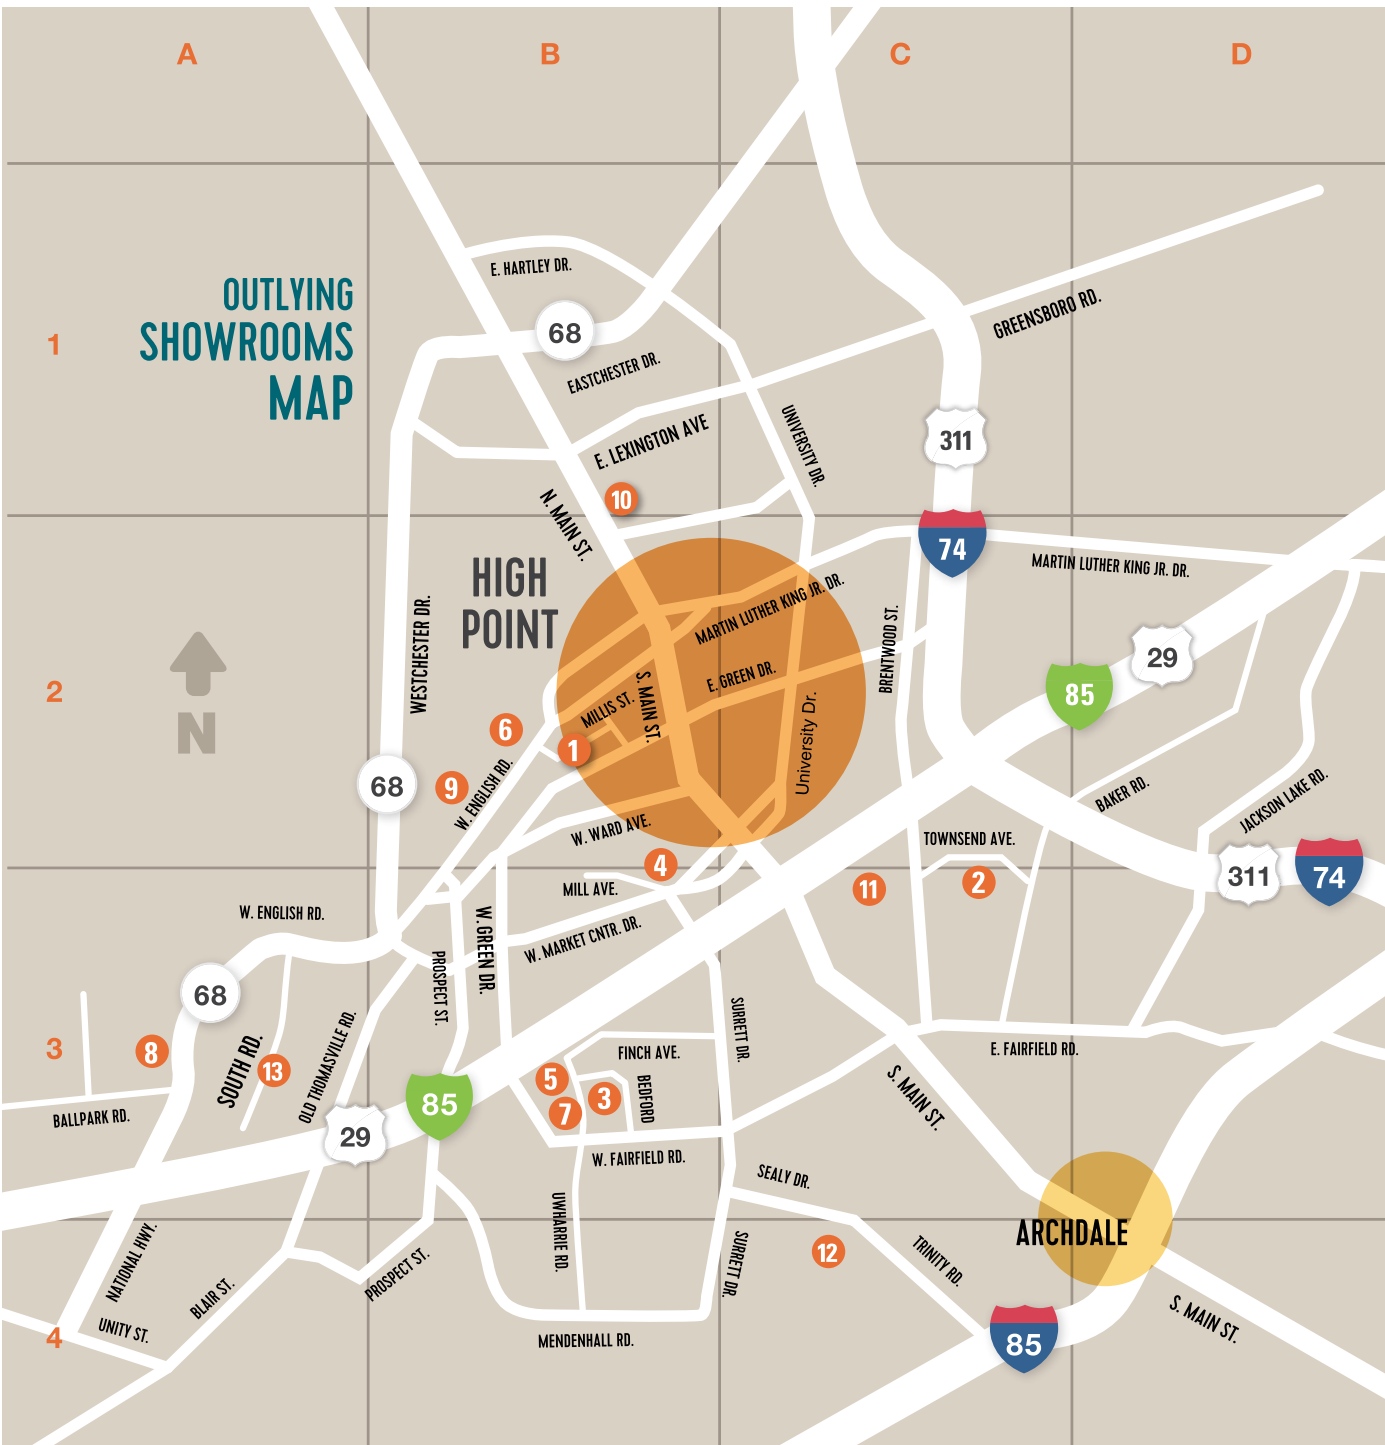 A
B
C
D
OUTLYING
SHOWROOMS
MAP
1
E. HARTLEY DR.
68
EASTCHESTER DR.
GREENSBORO RD.
E. LEXINGTON AVE
UNIVERSITY DR.
311
10
N. MAIN ST.
74
MARTIN LUTHER KING JR. DR.
HIGH
POINT
WESTCHESTER DR.
MARTIN LUTHER KING JR. DR.
BRENTWOOD ST.
29
85
2
N
E. GREEN DR.
S. MAIN ST.
MILLIS ST.
University Dr.
6
1
9
68
W. ENGLISH RD.
BAKER RD.
JACKSON LAKE RD.
W. WARD AVE.
TOWNSEND AVE.
4
311
74
MILL AVE.
11
2
W. ENGLISH RD.
W. GREEN DR.
W. MARKET CNTR. DR.
PROSPECT ST.
68
3
8
SOUTH RD.
13
OLD THOMASVILLE RD.
SURRETT DR.
FINCH AVE.
E. FAIRFIELD RD.
5
7
3
BEDFORD
85
S. MAIN ST.
BALLPARK RD.
29
W. FAIRFIELD RD.
SEALY DR.
UWHARRIE RD.
ARCHDALE
NATIONAL HWY.
12
TRINITY RD.
SURRETT DR.
PROSPECT ST.
BLAIR ST.
4
UNITY ST.
MENDENHALL RD.
85
S. MAIN ST.